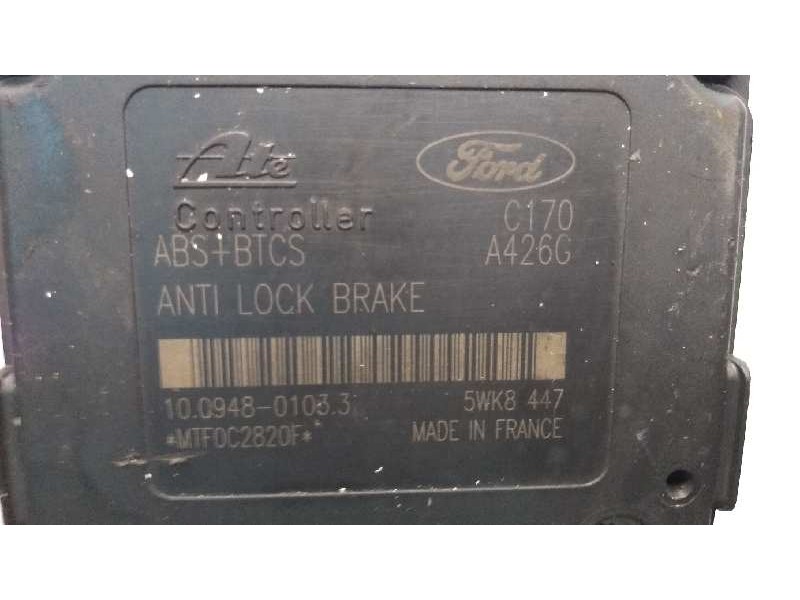 Ate
Ford
Controller
C170
ABS+BTCS
A426G
ANTI LOCK BRAKE
10.0948-0103.3
5WK8 447
*MTF0C2820F*
MADE IN FRANCE